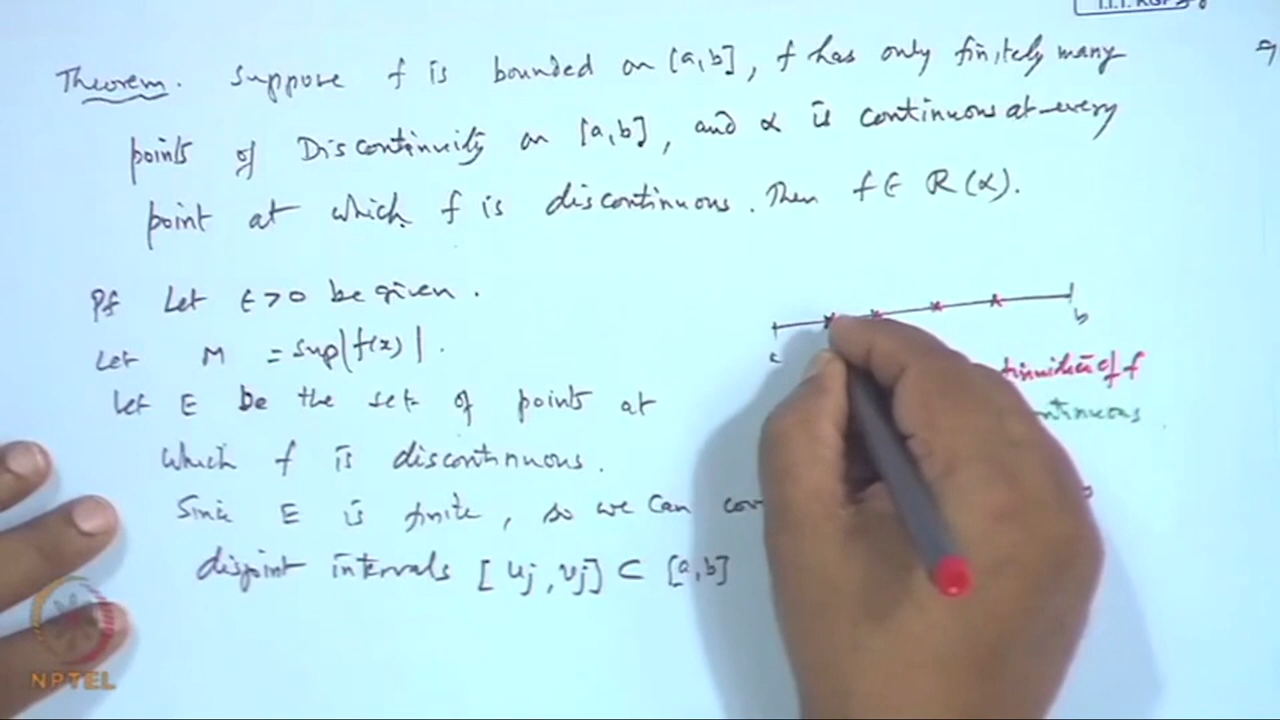 I.I.T. KGP
Theorem. Suppose f is bounded on [a,b], f has only finitely many
points of Discontinuity on [a,b], and α is continuous at every
point at which f is discontinuous. Then f ∈ R(α).
Pf Let ε>0 be given.
Let M = sup|f(x)|.
b
Let E be the set of points at
of f
which f is discontinuous.
Since E is finite, so we can
disjoint intervals [uj, vj] ⊂ [a,b]
NPTEL